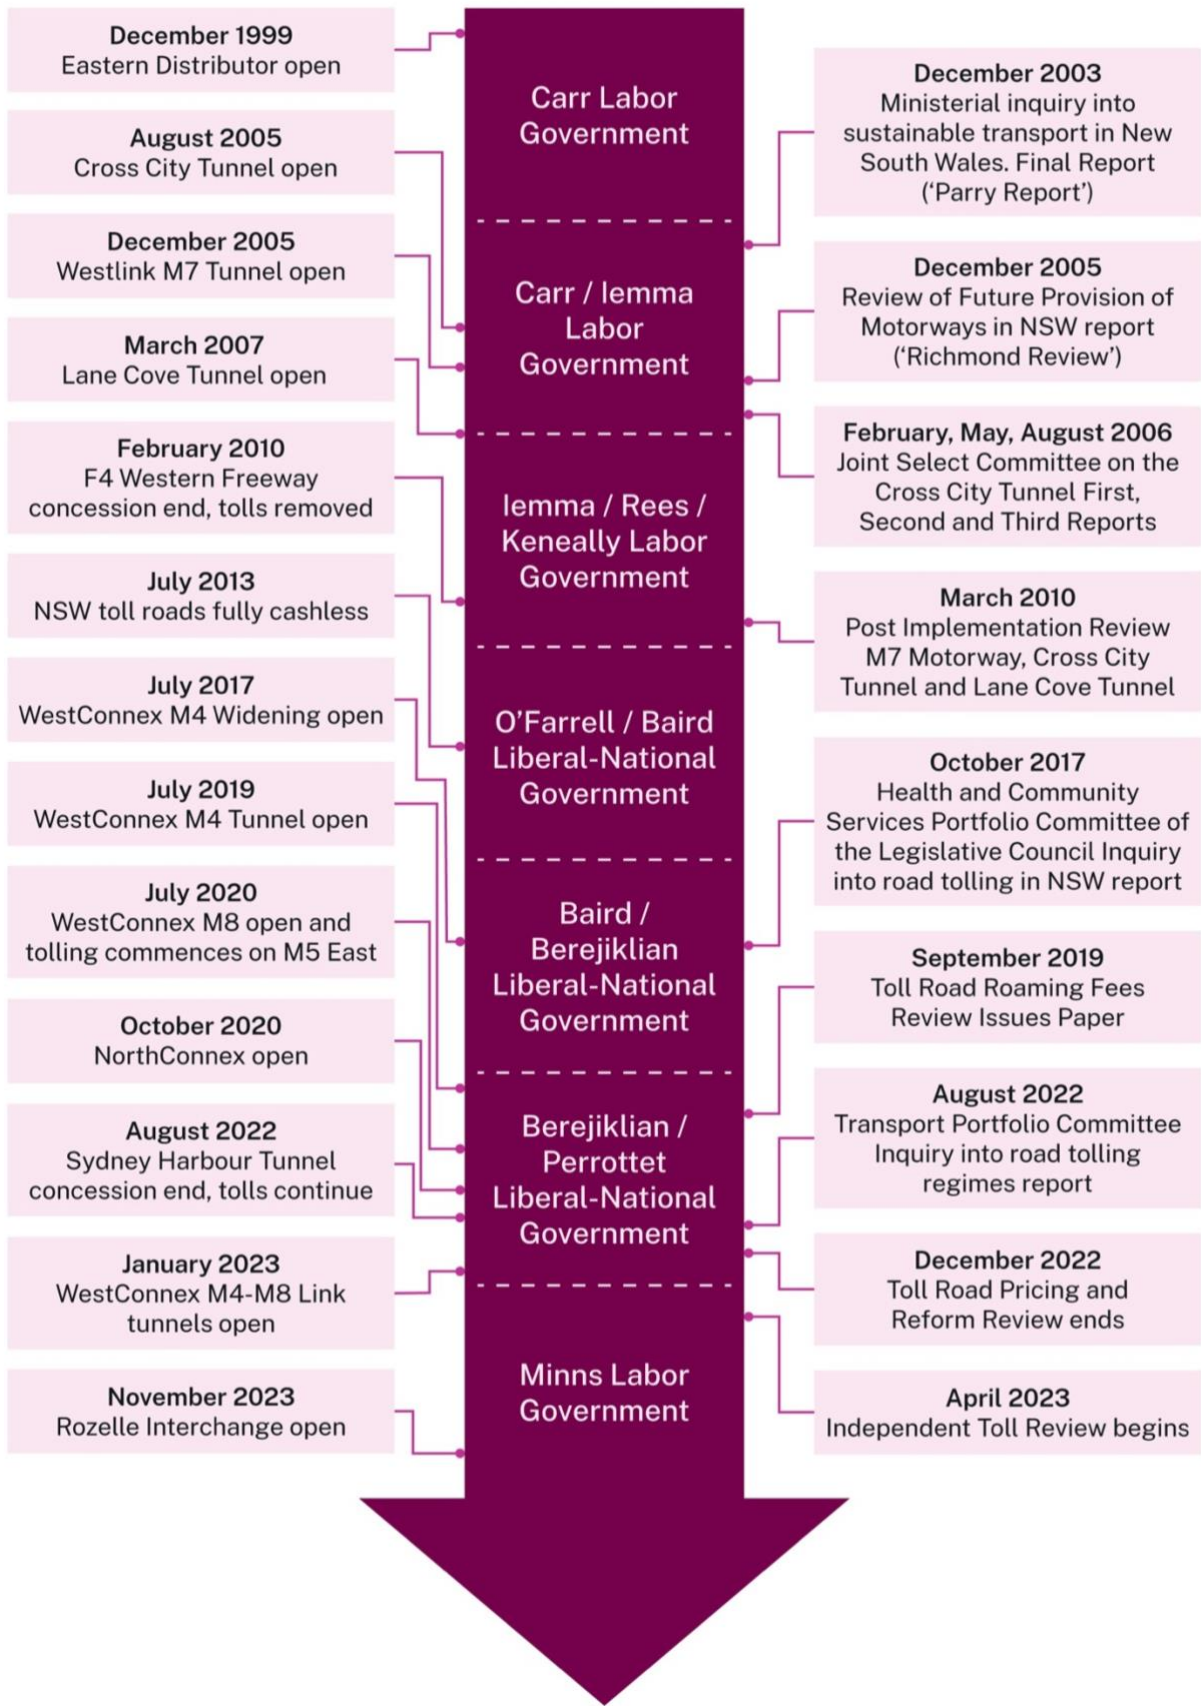 December 1999
Eastern Distributor open
August 2005
Cross City Tunnel open
December 2005
Westlink M7 Tunnel open
March 2007
Lane Cove Tunnel open
February 2010
F4 Western Freeway
concession end, tolls removed
July 2013
NSW toll roads fully cashless
July 2017
WestConnex M4 Widening open
July 2019
WestConnex M4 Tunnel open
July 2020
WestConnex M8 open and
tolling commences on M5 East
October 2020
NorthConnex open
August 2022
Sydney Harbour Tunnel
concession end, tolls continue
January 2023
WestConnex M4-M8 Link
tunnels open
November 2023
Rozelle Interchange open
Carr Labor
Government
Carr / Iemma
Labor
Government
Iemma / Rees /
Keneally Labor
Government
O’Farrell / Baird
Liberal-National
Government
Baird /
Berejiklian
Liberal-National
Government
Berejiklian /
Perrottet
Liberal-National
Government
Minns Labor
Government
December 2003
Ministerial inquiry into
sustainable transport in New
South Wales. Final Report
(‘Parry Report’)
December 2005
Review of Future Provision of
Motorways in NSW report
(‘Richmond Review’)
February, May, August 2006
Joint Select Committee on the
Cross City Tunnel First,
Second and Third Reports
March 2010
Post Implementation Review
M7 Motorway, Cross City
Tunnel and Lane Cove Tunnel
October 2017
Health and Community
Services Portfolio Committee of
the Legislative Council Inquiry
into road tolling in NSW report
September 2019
Toll Road Roaming Fees
Review Issues Paper
August 2022
Transport Portfolio Committee
Inquiry into road tolling
regimes report
December 2022
Toll Road Pricing and
Reform Review ends
April 2023
Independent Toll Review begins